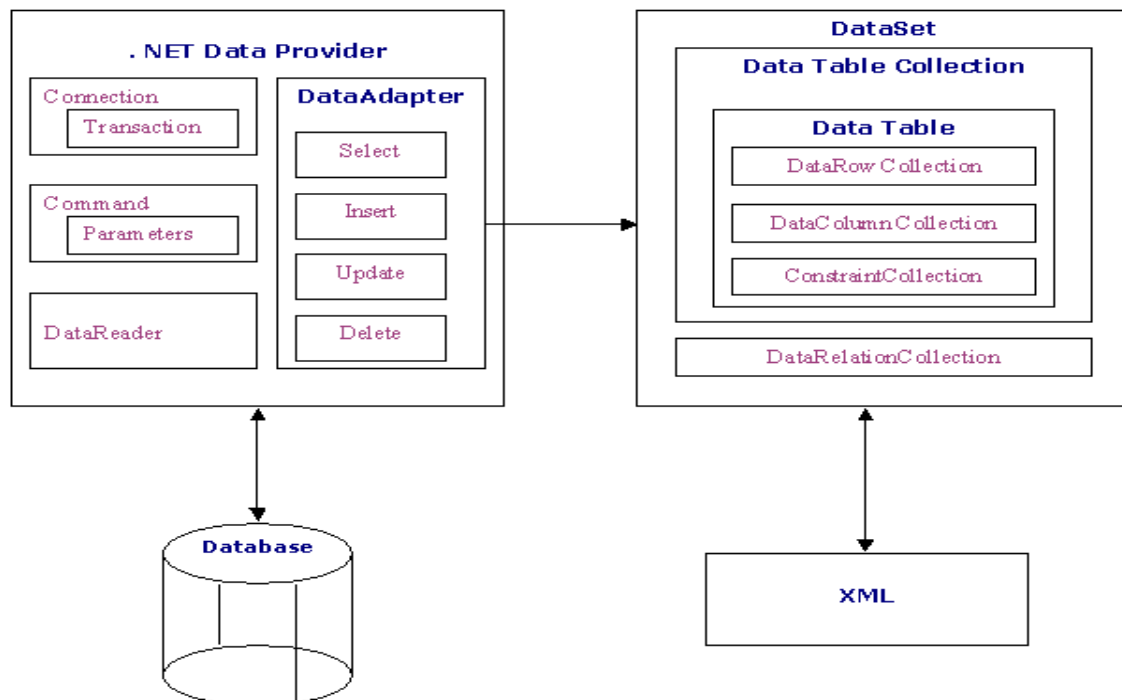 . NET Data Provider
Connection
Transaction
Command
Parameters
DataReader
DataAdapter
Select
Insert
Update
Delete
DataSet
Data Table Collection
Data Table
DataRow Collection
DataColumnCollection
ConstraintCollection
DataRelationCollection
Database
XML